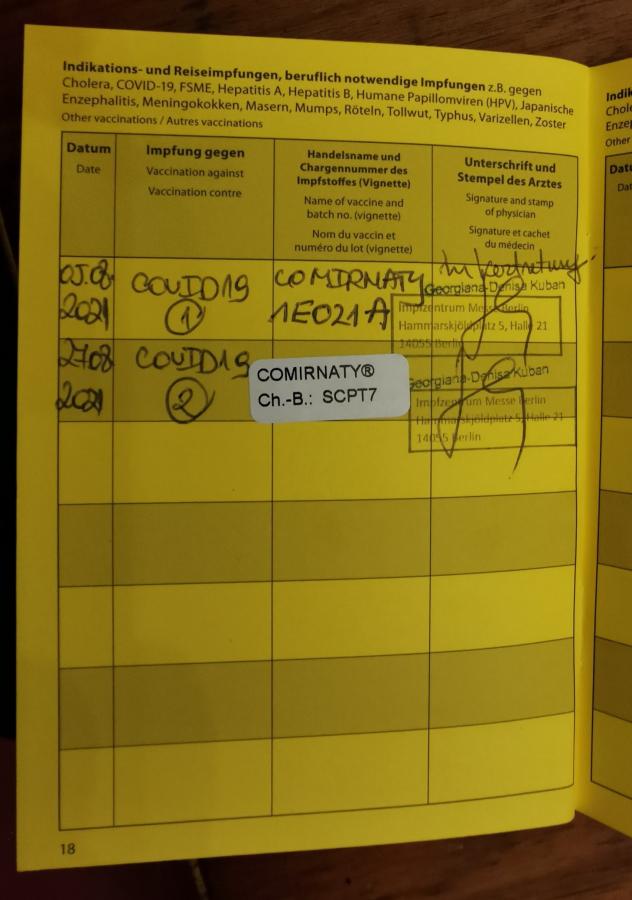 Indikations- und Reiseimpfungen, beruflich notwendige Impfungen z.B. gegen
Cholera, COVID-19, FSME, Hepatitis A, Hepatitis B, Humane Papillomviren (HPV), Japanische
Enzephalitis, Meningokokken, Masern, Mumps, Röteln, Tollwut, Typhus, Varizellen, Zoster
Other vaccinations / Autres vaccinations
Datum
Date
Impfung gegen
Vaccination against
Vaccination contre
Handelsname und
Chargennummer des
Impfstoffes (Vignette)
Name of vaccine and
batch no. (vignette)
Nom du vaccin et
numéro du lot (vignette)
Unterschrift und
Stempel des Arztes
Signature and stamp
of physician
Signature et cachet
du médecin
05.08
2021
COVID19
1
COMIRNATY
1E021A
In Vertretung
Georgiana-Denisa Kuban
Impfzentrum Messe Berlin
Hammarskjöldplatz 5, Halle 21
14055 Berlin
27.08
2021
COVID19
2
COMIRNATY®
Ch.-B.: SCPT7
Georgiana-Denisa Kuban
Impfzentrum Messe Berlin
Hammarskjöldplatz 5, Halle 21
14055 Berlin
18